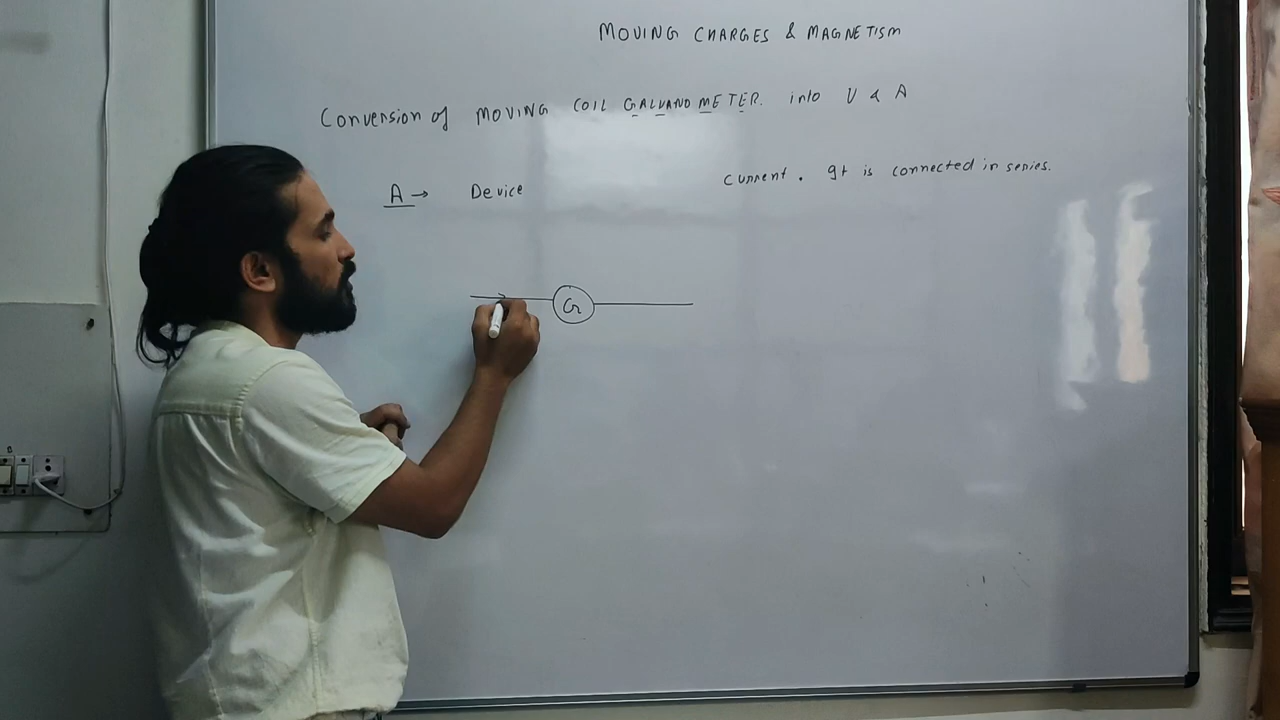 MOVING CHARGES & MAGNETISM
Conversion of MOVING COIL GALVANOMETER. into V & A
A → Device current. It is connected in series.
G